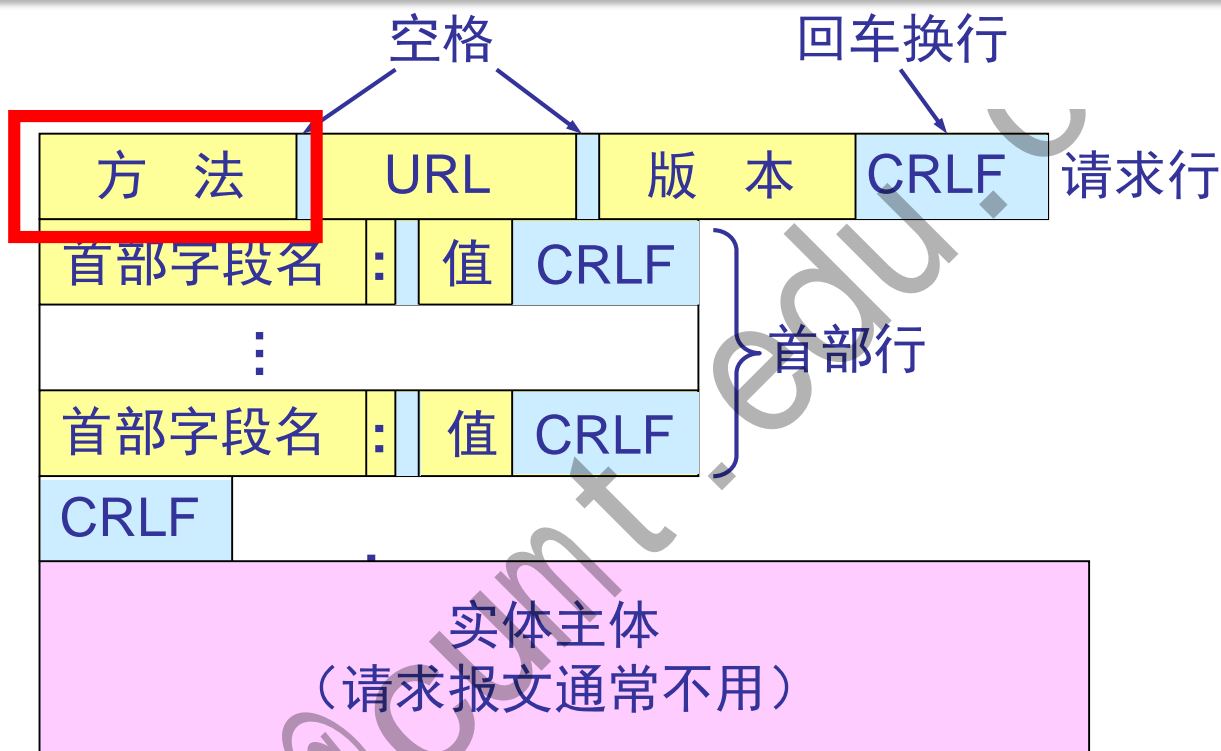 空格 回车换行
方 法 URL 版 本 CRLF 请求行
首部字段名 : 值 CRLF
⋮ 首部行
首部字段名 : 值 CRLF
CRLF
实体主体
（请求报文通常不用）
@cumt.edu.c